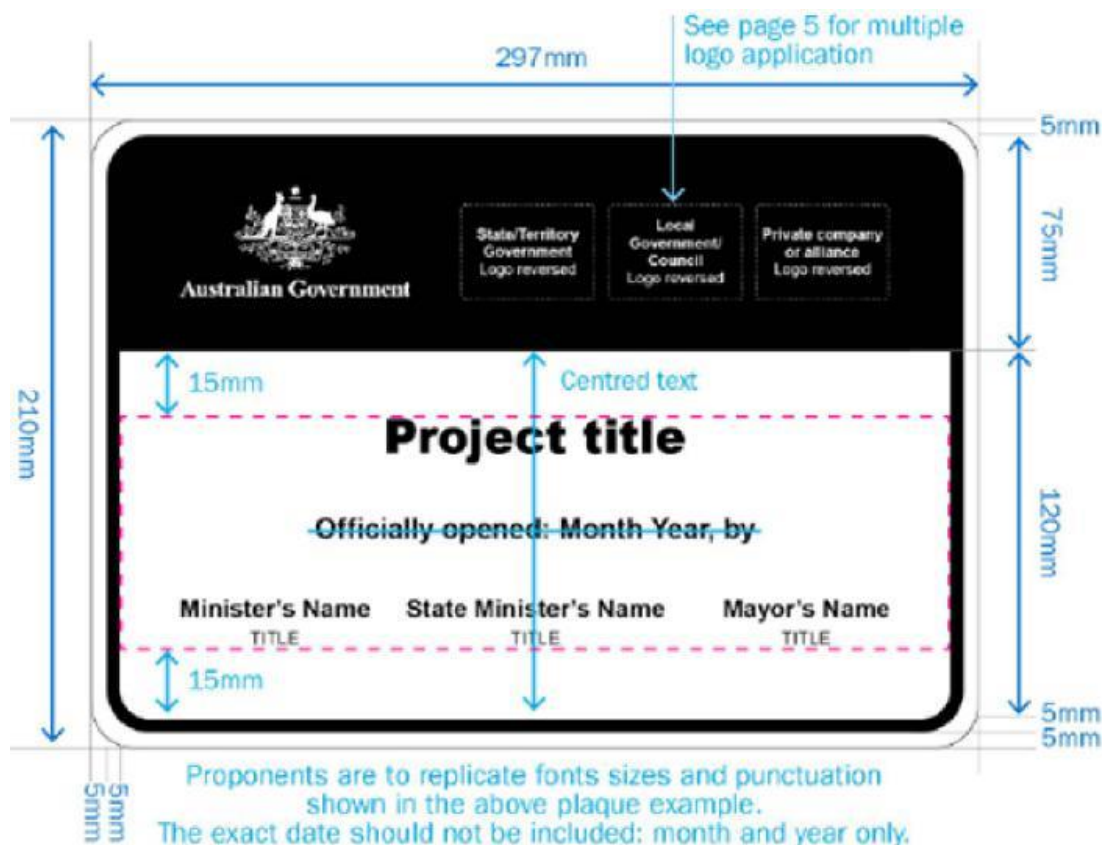 See page 5 for multiple
logo application
297mm
5mm
75mm
210mm
Australian Government
State/Territory
Government
Logo reversed
Local
Government/
Council
Logo reversed
Private company
or alliance
Logo reversed
15mm
Centred text
Project title
Officially opened: Month Year, by
120mm
Minister's Name State Minister's Name Mayor's Name
TITLE TITLE TITLE
15mm
5mm
5mm
5mm
5mm
Proponents are to replicate fonts sizes and punctuation
shown in the above plaque example.
The exact date should not be included: month and year only.